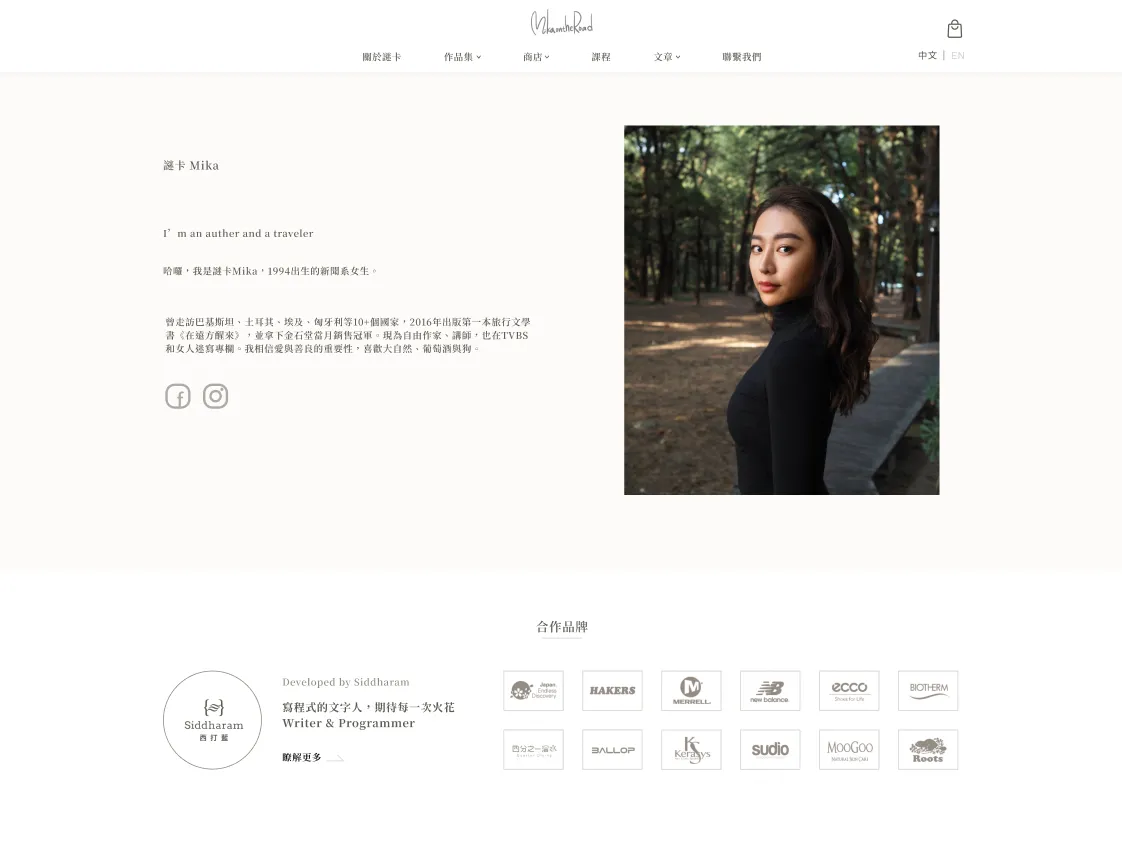 MikaontheRoad
關於謎卡 作品集 商店 課程 文章 聯繫我們
中文 | EN
謎卡 Mika
I’m an auther and a traveler
哈囉，我是謎卡Mika，1994出生的新聞系女生。
曾走訪巴基斯坦、土耳其、埃及、匈牙利等10+個國家，2016年出版第一本旅行文學
書《在遠方醒來》，並拿下金石堂當月銷售冠軍。現為自由作家、講師，也在TVBS
和女人迷寫專欄。我相信愛與善良的重要性，喜歡大自然、葡萄酒與狗。
合作品牌
Siddharam
西打藍
Developed by Siddharam
寫程式的文字人，期待每一次火花
Writer & Programmer
瞭解更多
Japan.
Endless
Discovery.
HAKERS
MERRELL
new balance
ecco
Shoes for Life
BIOTHERM
四分之一離水
BALLOP
Kerasys
sudio
MOOGOO
NATURAL SKIN CARE
Roots